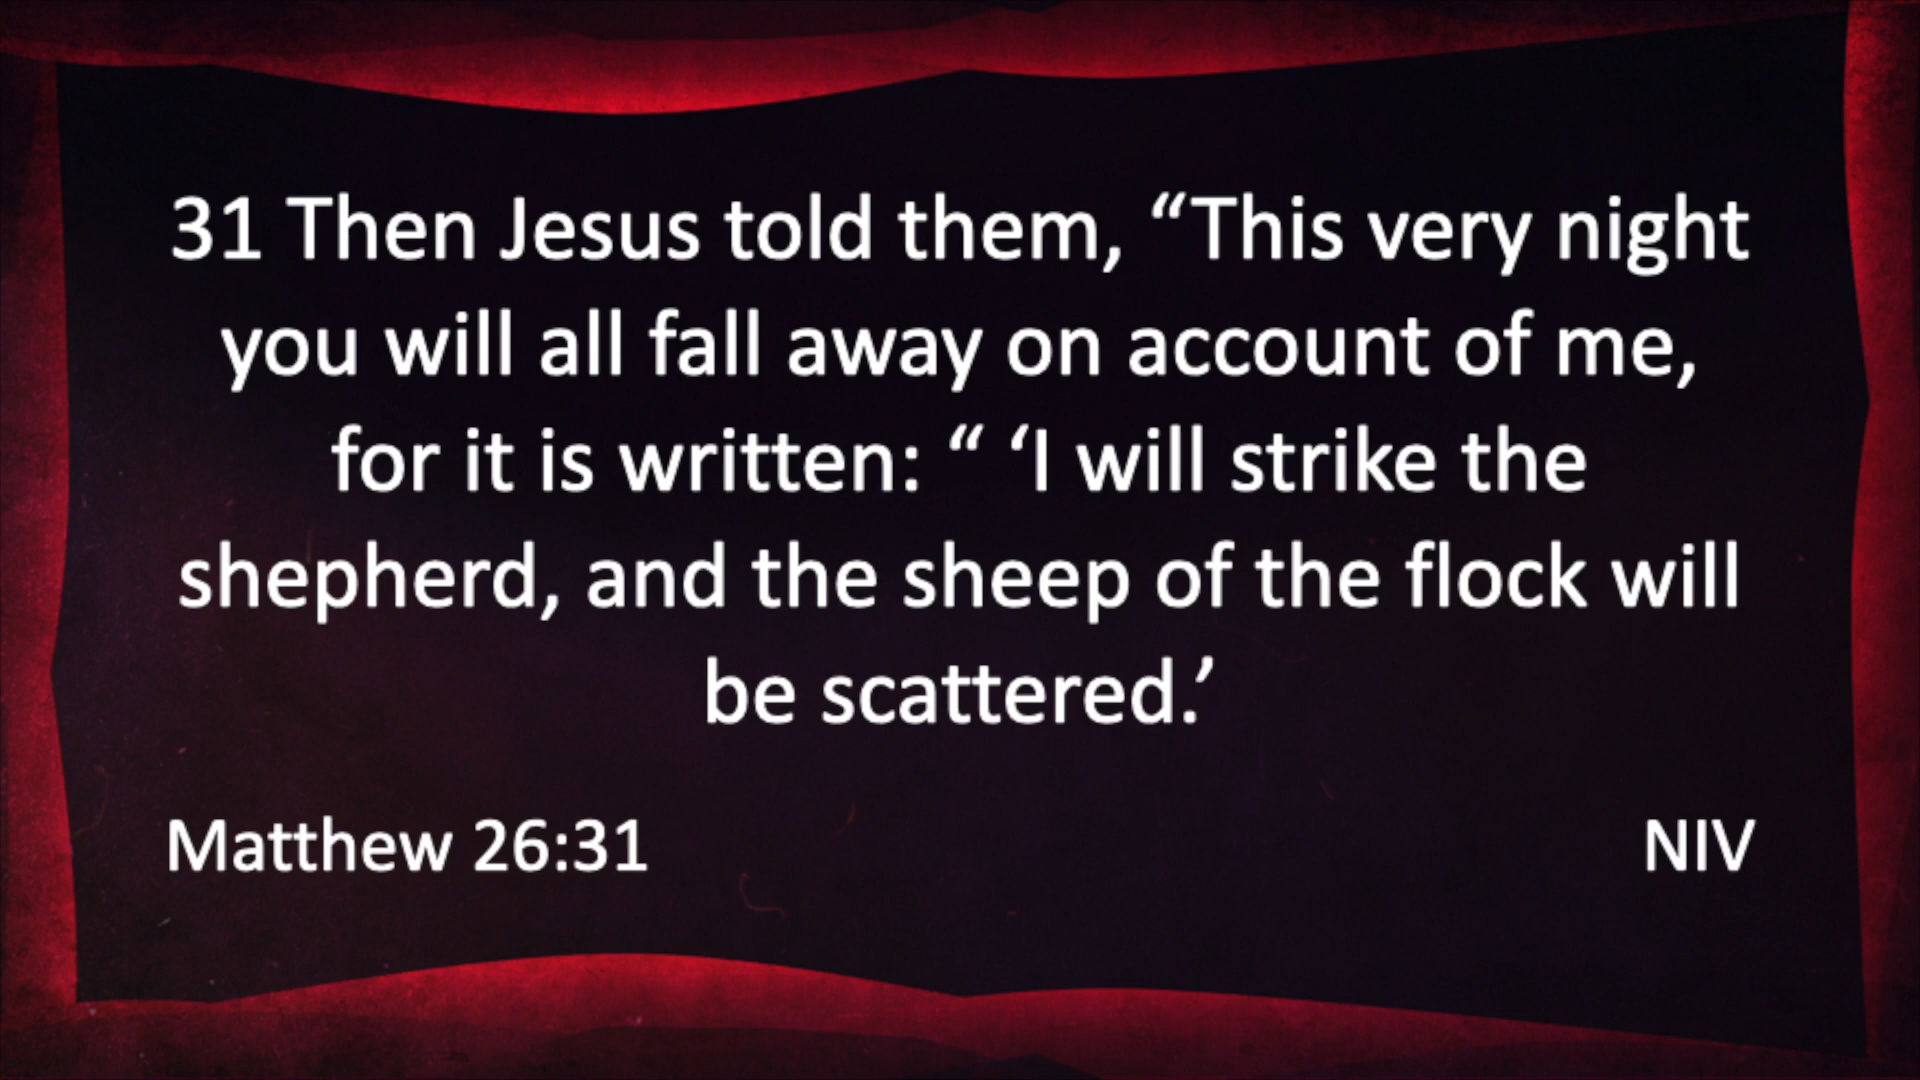 31 Then Jesus told them, “This very night
you will all fall away on account of me,
for it is written: “ ‘I will strike the
shepherd, and the sheep of the flock will
be scattered.’
Matthew 26:31
NIV